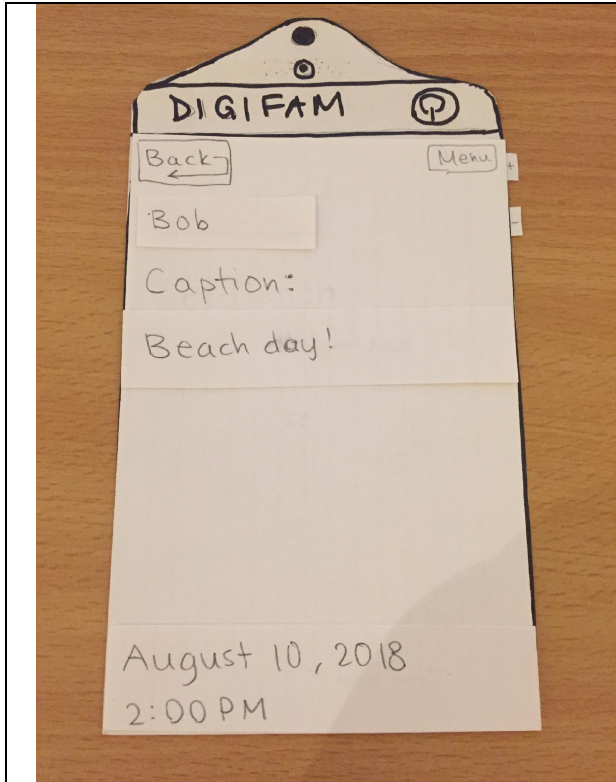 DIGIFAM
Back
Menu
+
-
Bob
Caption:
Beach day!
August 10, 2018
2:00 PM